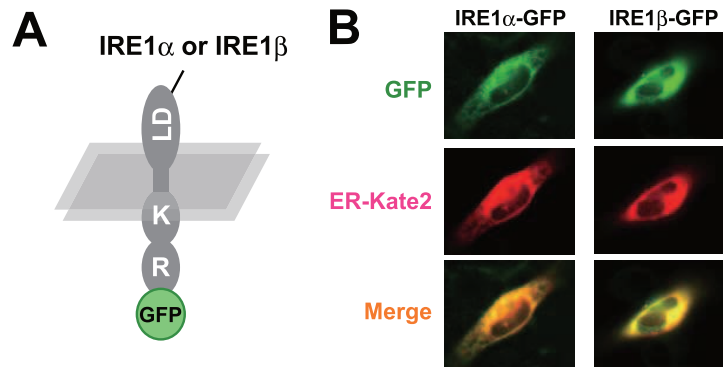 A
IRE1α or IRE1β
LD
K
R
GFP
B
IRE1α-GFP IRE1β-GFP
GFP
ER-Kate2
Merge